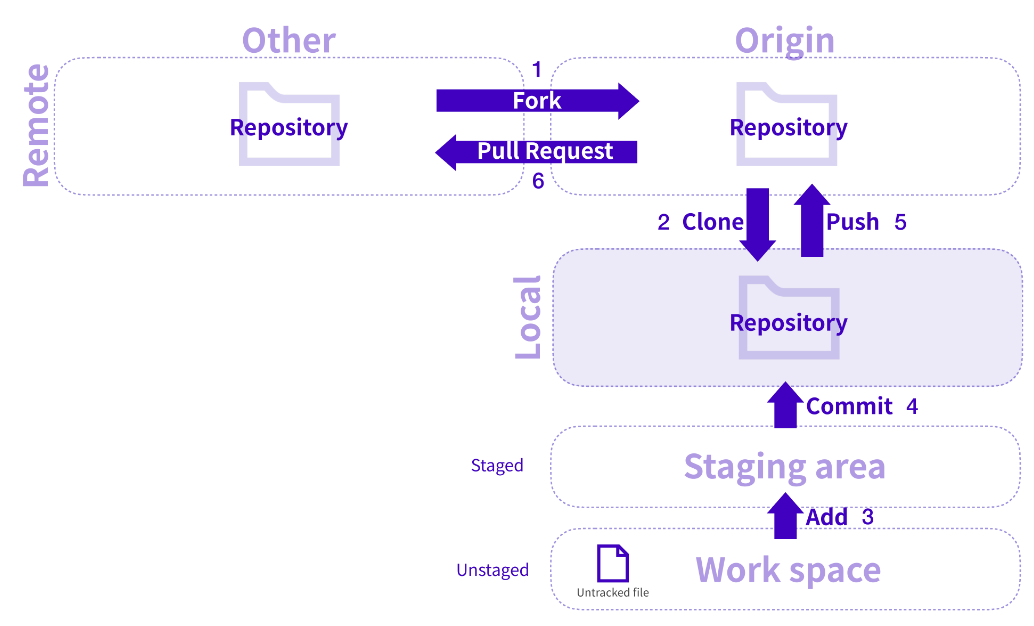 Other
Origin
Remote
1
Fork
Repository
Repository
Pull Request
6
2 Clone
Push 5
Local
Repository
Commit 4
Staged
Staging area
Add 3
Unstaged
Work space
Untracked file